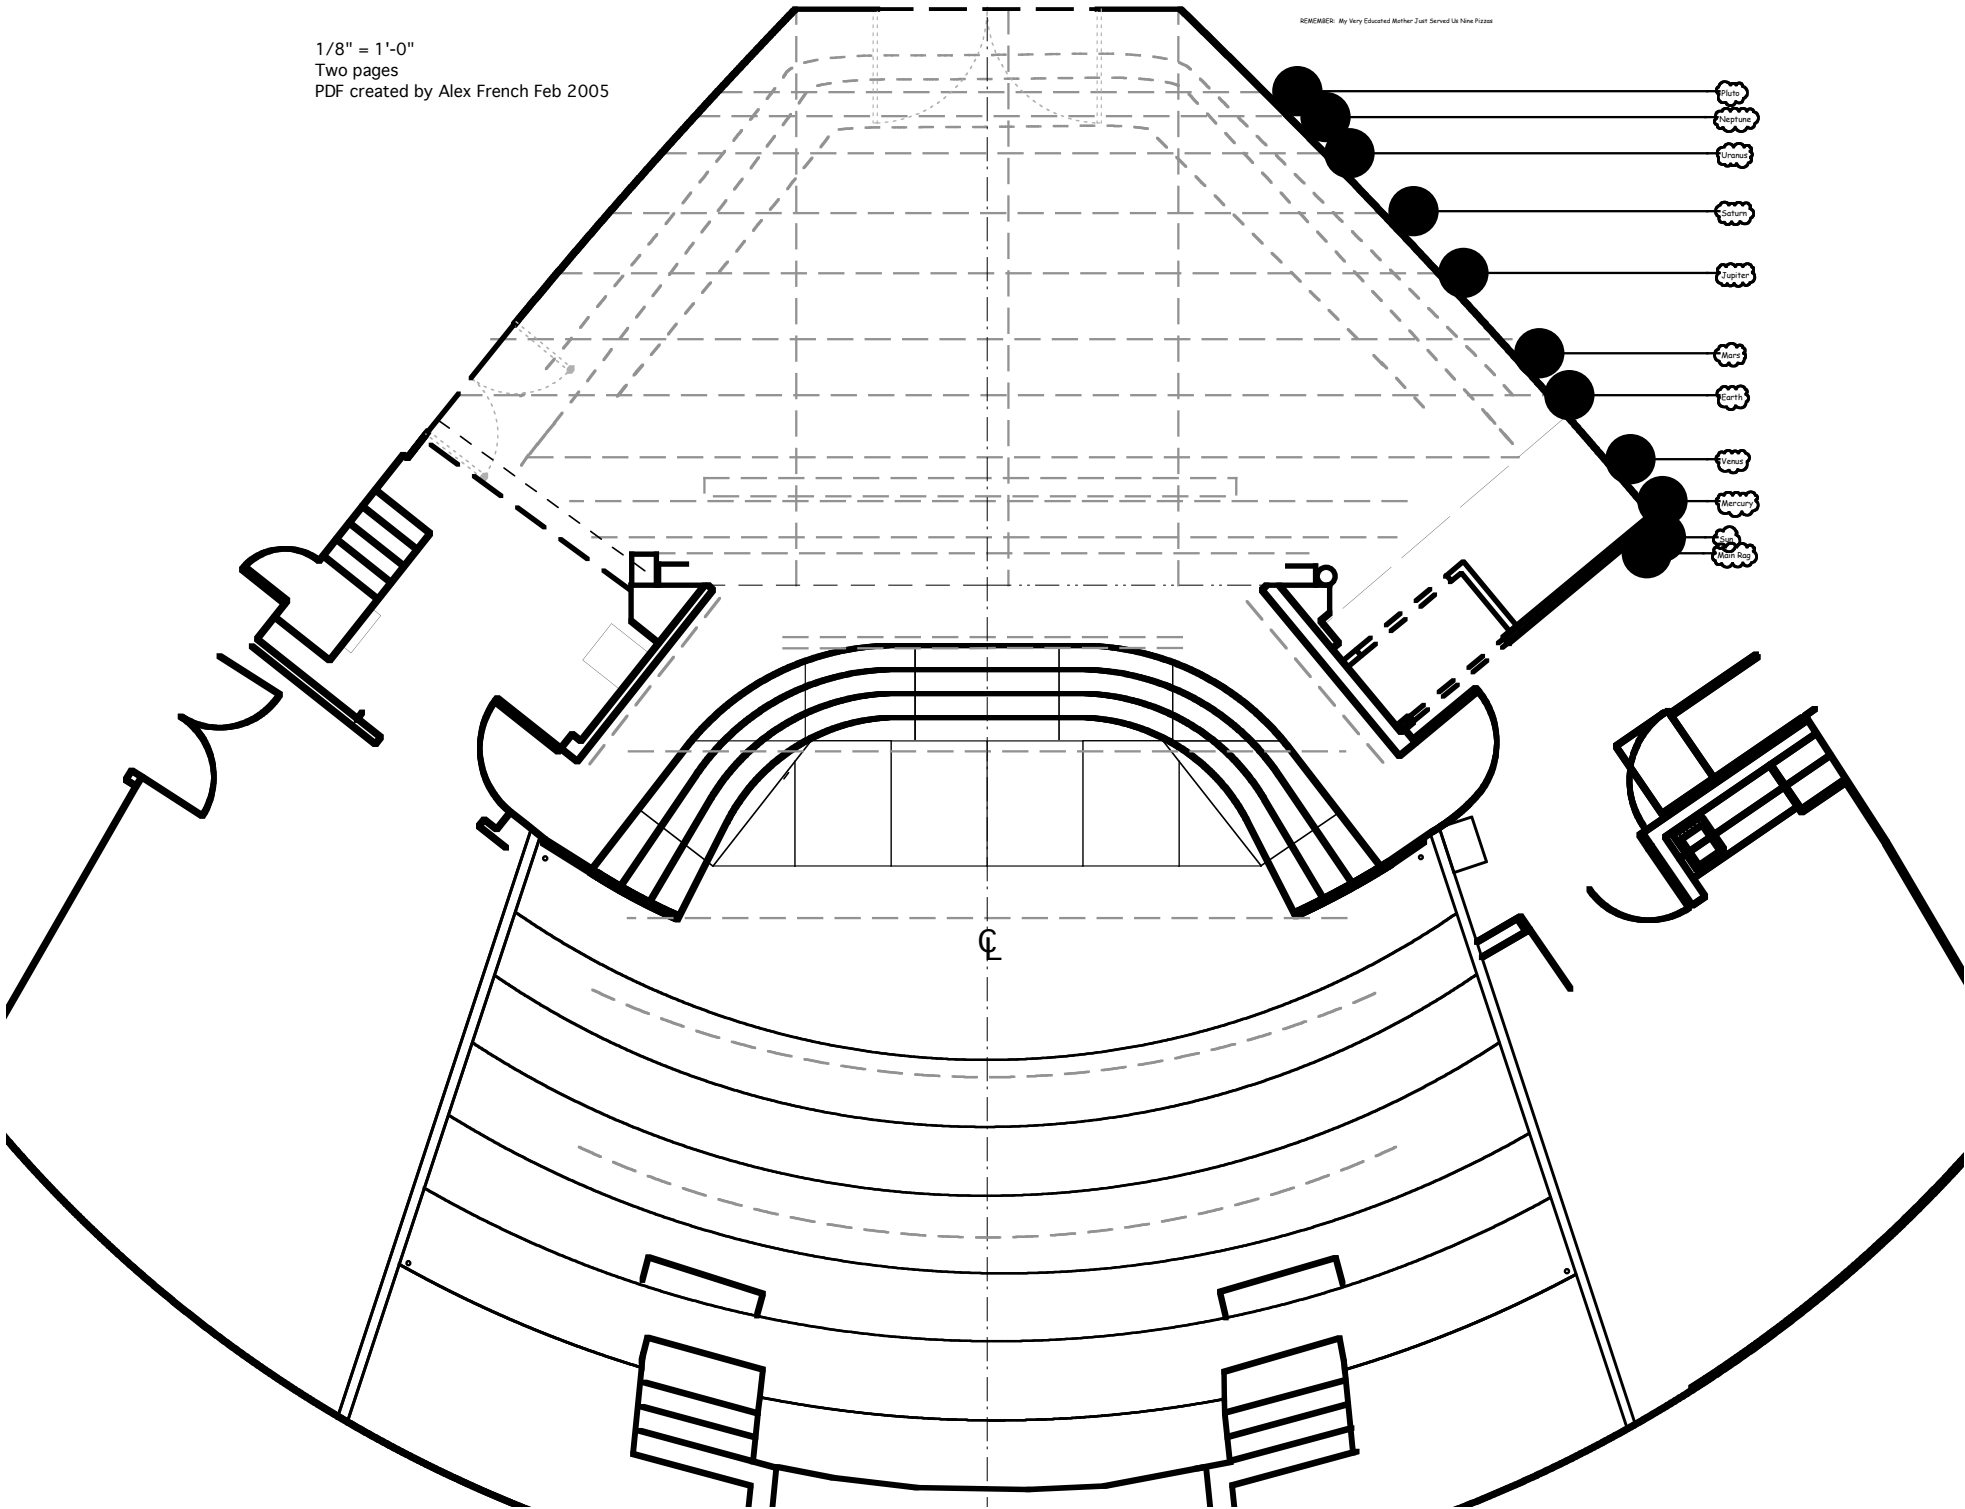 REMEMBER: My Very Educated Mother Just Served Us Nine Pizzas
1/8" = 1'-0"
Two pages
PDF created by Alex French Feb 2005
Pluto
Neptune
Uranus
Saturn
Jupiter
Mars
Earth
Venus
Mercury
Sun
Main Rag
℄